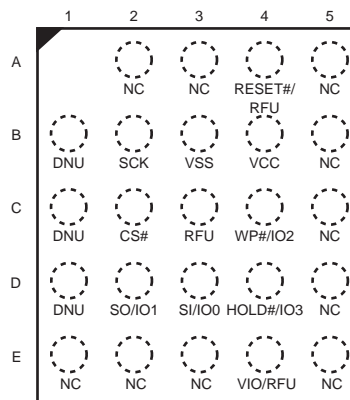 1 2 3 4 5
A
NC NC RESET#/ NC
RFU
B
DNU SCK VSS VCC NC
C
DNU CS# RFU WP#/IO2 NC
D
DNU SO/IO1 SI/IO0 HOLD#/IO3 NC
E
NC NC NC VIO/RFU NC